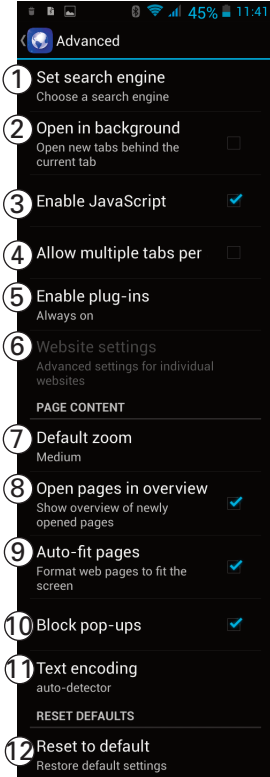 45% 11:41
Advanced
1 Set search engine
Choose a search engine
2 Open in background
Open new tabs behind the
current tab
3 Enable JavaScript
4 Allow multiple tabs per
5 Enable plug-ins
Always on
6 Website settings
Advanced settings for individual
websites
PAGE CONTENT
7 Default zoom
Medium
8 Open pages in overview
Show overview of newly
opened pages
9 Auto-fit pages
Format web pages to fit the
screen
10 Block pop-ups
11 Text encoding
auto-detector
RESET DEFAULTS
12 Reset to default
Restore default settings